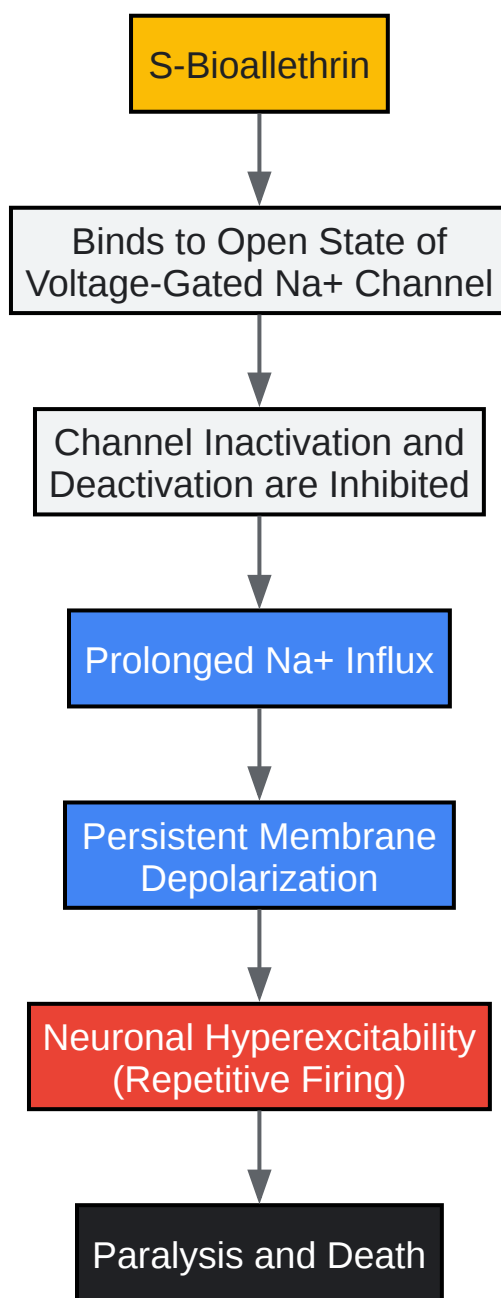 S-Bioallethrin
Binds to Open State of
Voltage-Gated Na+ Channel
Channel Inactivation and
Deactivation are Inhibited
Prolonged Na+ Influx
Persistent Membrane
Depolarization
Neuronal Hyperexcitability
(Repetitive Firing)
Paralysis and Death